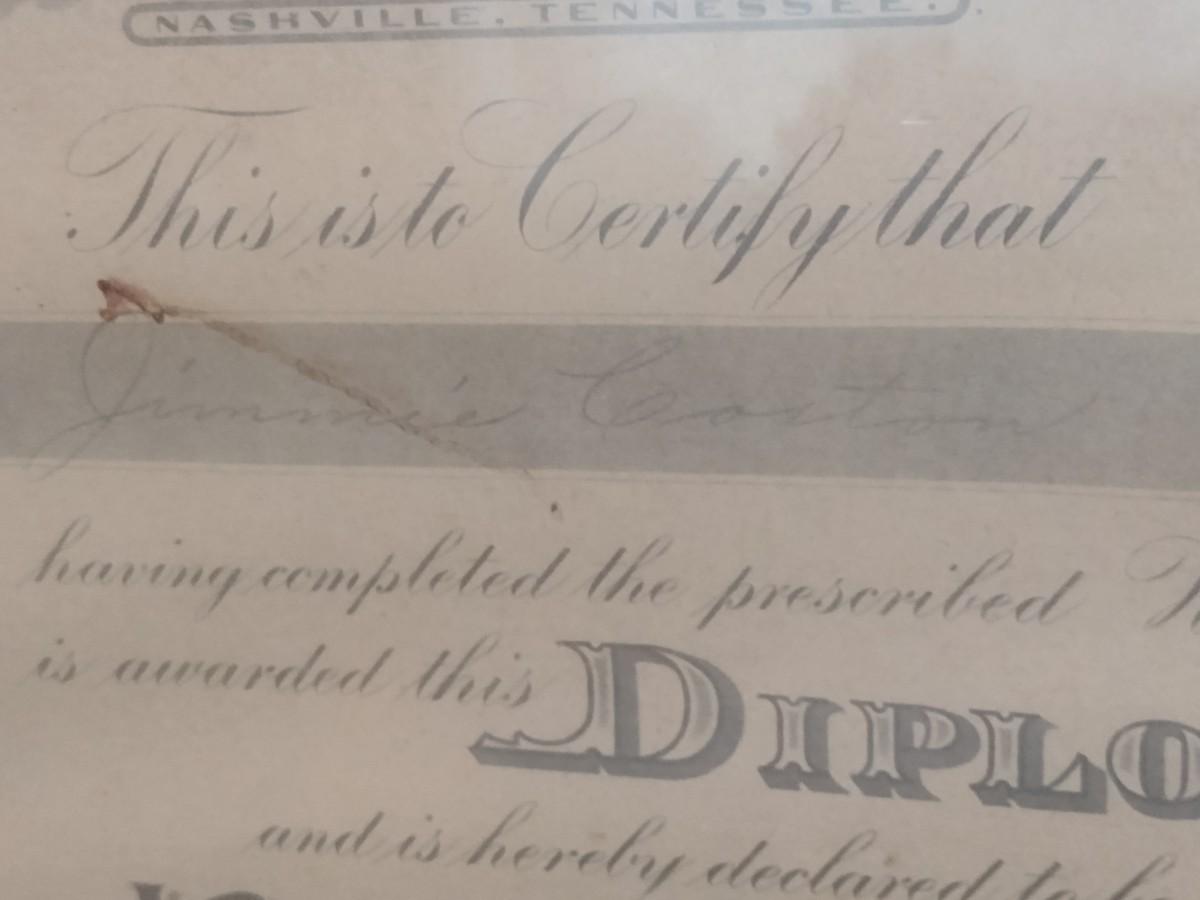 NASHVILLE, TENNESSEE.
This is to Certify that
Jimmie Coston
having completed the prescribed
is awarded this DIPLO
and is hereby declared to be